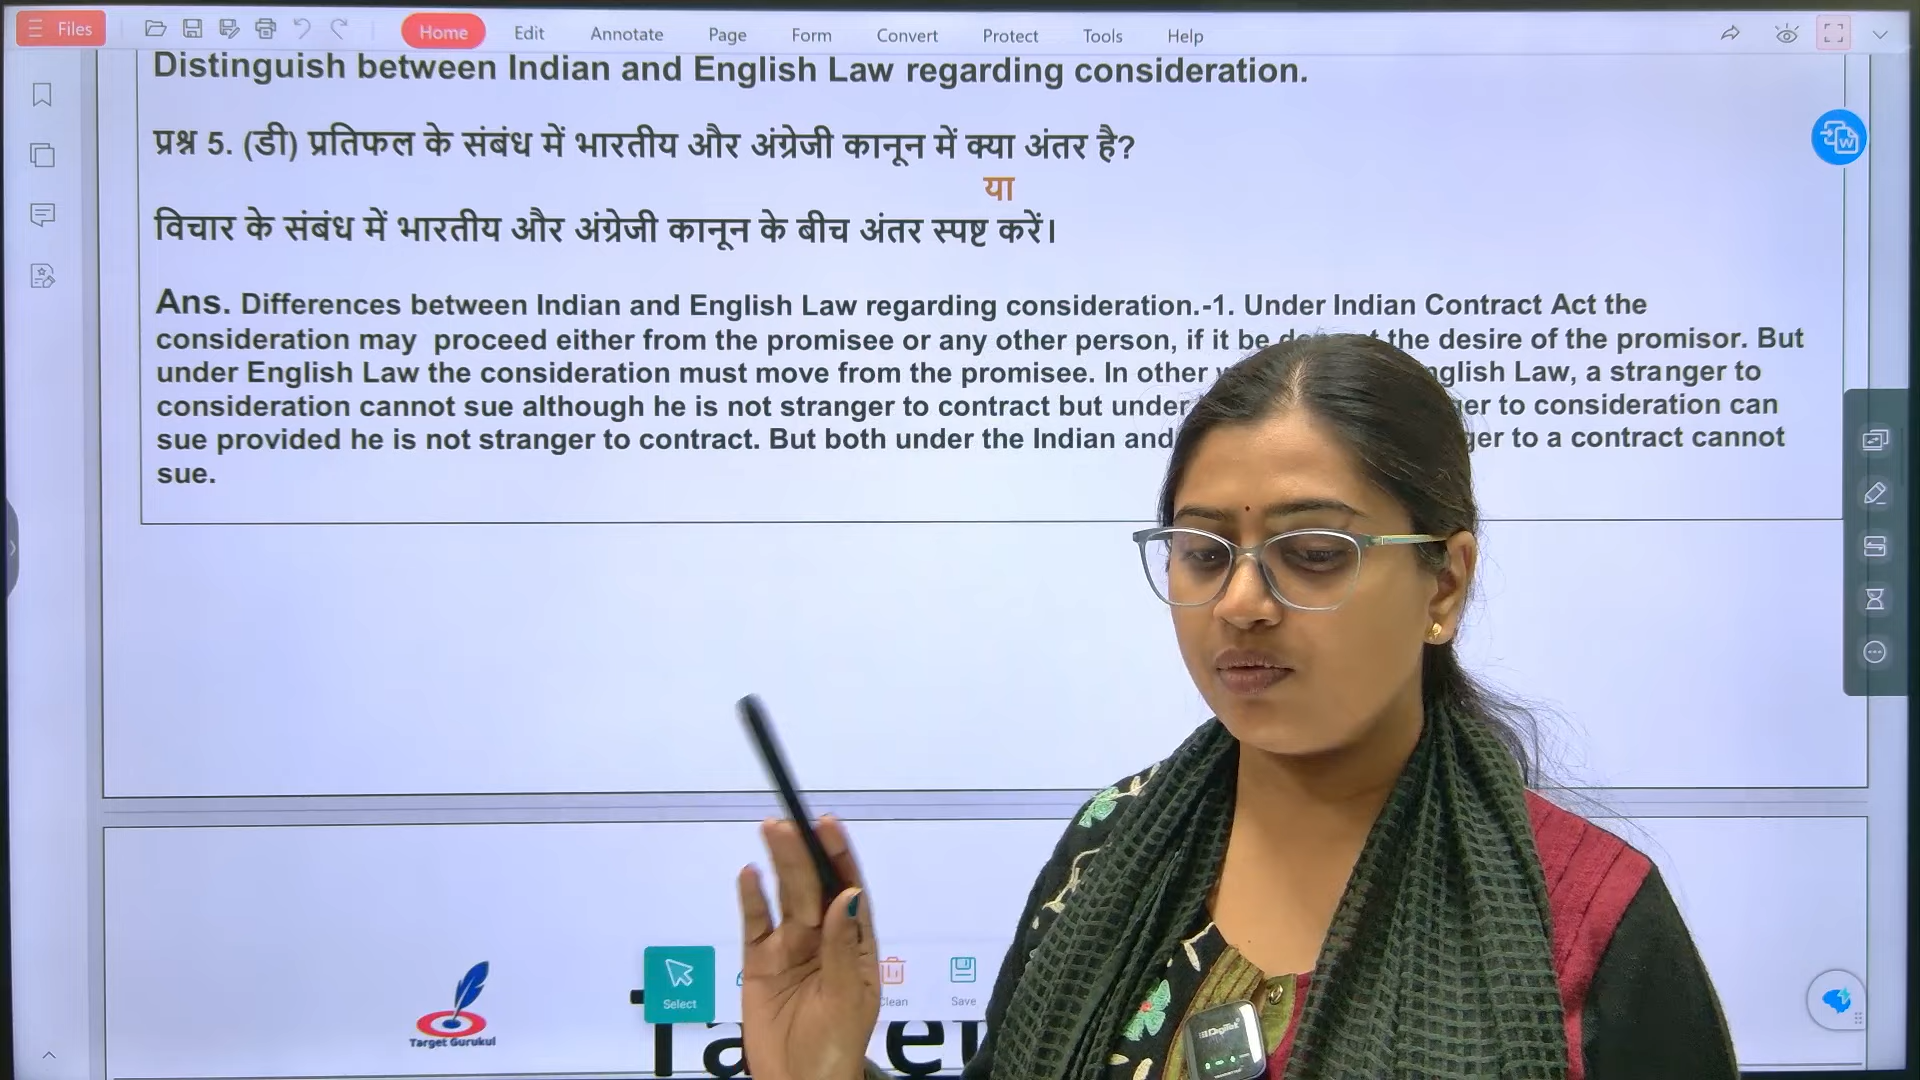 Files
Home Edit Annotate Page Form Convert Protect Tools Help
Distinguish between Indian and English Law regarding consideration.
प्रश्न 5. (डी) प्रतिफल के संबंध में भारतीय और अंग्रेजी कानून में क्या अंतर है?
या
विचार के संबंध में भारतीय और अंग्रेजी कानून के बीच अंतर स्पष्ट करें।
Ans. Differences between Indian and English Law regarding consideration.-1. Under Indian Contract Act the
consideration may proceed either from the promisee or any other person, if it be the desire of the promisor. But
under English Law the consideration must move from the promisee. In other English Law, a stranger to
consideration cannot sue although he is not stranger to contract but under to consideration can
sue provided he is not stranger to contract. But both under the Indian and to a contract cannot
sue.
Select Clean Save
Target Gurukul
DigiTek